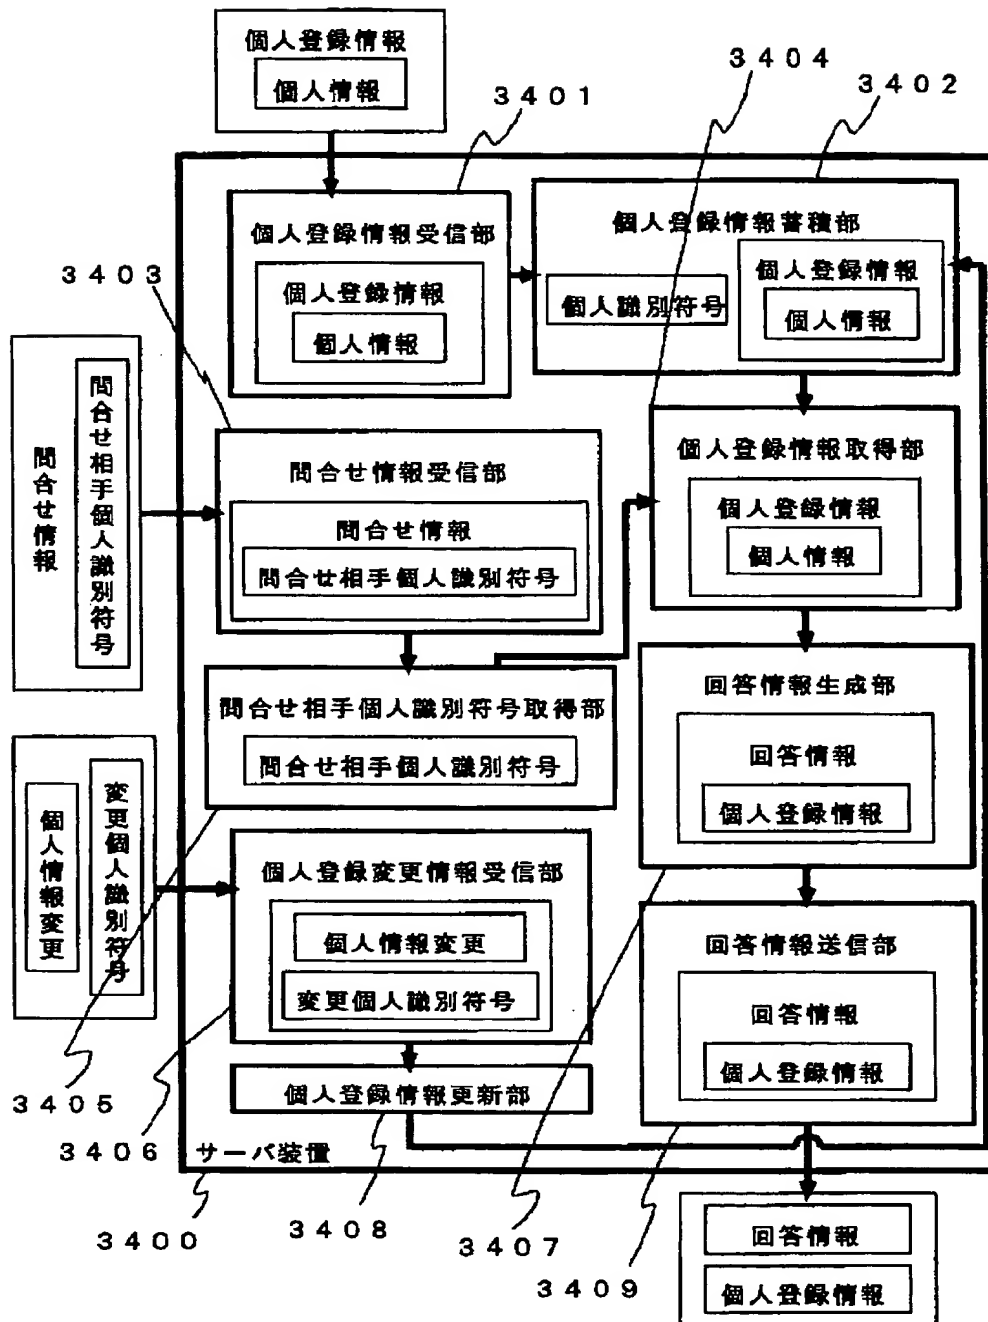 個人登録情報
個人情報
3404
3401
3402
個人登録情報受信部
個人登録情報
個人情報
個人登録情報蓄積部
個人識別符号
個人登録情報
個人情報
3403
問合せ情報
問合せ相手個人識別符号
問合せ情報受信部
問合せ情報
問合せ相手個人識別符号
個人登録情報取得部
個人登録情報
個人情報
問合せ相手個人識別符号取得部
問合せ相手個人識別符号
回答情報生成部
回答情報
個人登録情報
個人情報変更
変更個人識別符号
個人登録変更情報受信部
個人情報変更
変更個人識別符号
回答情報送信部
回答情報
個人登録情報
個人登録情報更新部
3405
3406
サーバ装置
3400
3408
3407
3409
回答情報
個人登録情報